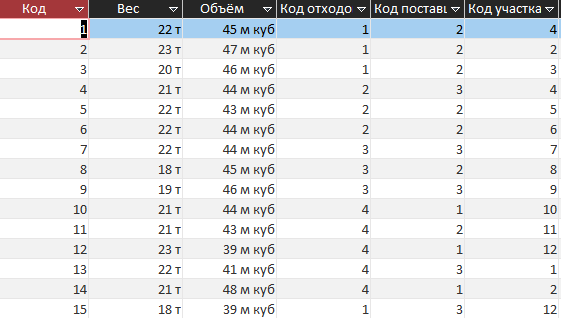 Код Вес Объём Код отходо Код поставщ Код участка
1 22 т 45 м куб 1 2 4
2 23 т 47 м куб 1 2 2
3 20 т 46 м куб 1 2 3
4 21 т 44 м куб 2 3 4
5 22 т 43 м куб 2 2 5
6 22 т 44 м куб 2 2 6
7 22 т 44 м куб 3 3 7
8 18 т 45 м куб 3 2 8
9 19 т 46 м куб 3 3 9
10 21 т 44 м куб 4 1 10
11 21 т 43 м куб 4 2 11
12 23 т 39 м куб 4 1 12
13 22 т 41 м куб 4 3 1
14 21 т 48 м куб 4 1 2
15 18 т 39 м куб 1 3 12